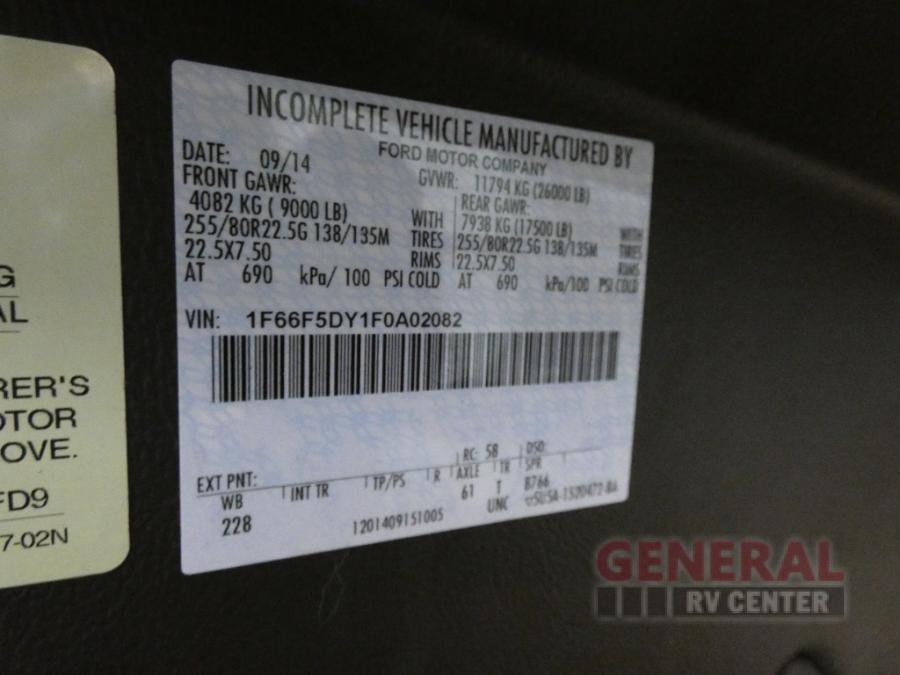 INCOMPLETE VEHICLE MANUFACTURED BY
FORD MOTOR COMPANY
DATE: 09/14
GVWR: 11794 KG (26000 LB)
FRONT GAWR:
4082 KG ( 9000 LB) WITH
255/80R22.5G 138/135M TIRES
22.5X7.50 RIMS
AT 690 kPa/ 100 PSI COLD
REAR GAWR:
7938 KG (17500 LB) WITH
255/80R22.5G 138/135M TIRES
22.5X7.50 RIMS
AT 690 kPa/100 PSI COLD
VIN: 1F66F5DY1F0A02082
EXT PNT: RC: 58 DSO:
WB INT TR TP/PS R AXLE TR SPR
228 61 T 8766
1201409151005 UNC
G
AL
RER'S
OTOR
OVE.
FD9
7-02N
GENERAL
RV CENTER